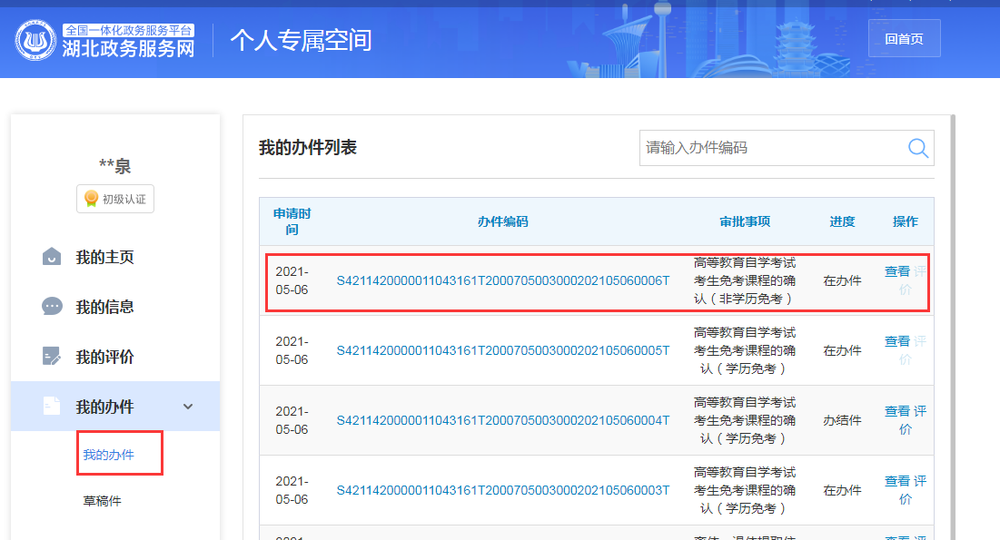 全国一体化政务服务平台
湖北政务服务网
个人专属空间
回首页
**泉
初级认证
我的主页
我的信息
我的评价
我的办件
我的办件
草稿件
我的办件列表
请输入办件编码
申请时
间
办件编码
审批事项
进度
操作
2021-
05-06
S4211420000011043161T2000705003000202105060006T
高等教育自学考试
考生免考课程的确
认（非学历免考）
在办件
查看 评
价
2021-
05-06
S4211420000011043161T2000705003000202105060005T
高等教育自学考试
考生免考课程的确
认（学历免考）
在办件
查看 评
价
2021-
05-06
S4211420000011043161T2000705003000202105060004T
高等教育自学考试
考生免考课程的确
认（学历免考）
办结件
查看 评
价
2021-
05-06
S4211420000011043161T2000705003000202105060003T
高等教育自学考试
考生免考课程的确
认（学历免考）
在办件
查看 评
价
2021-
查看 评